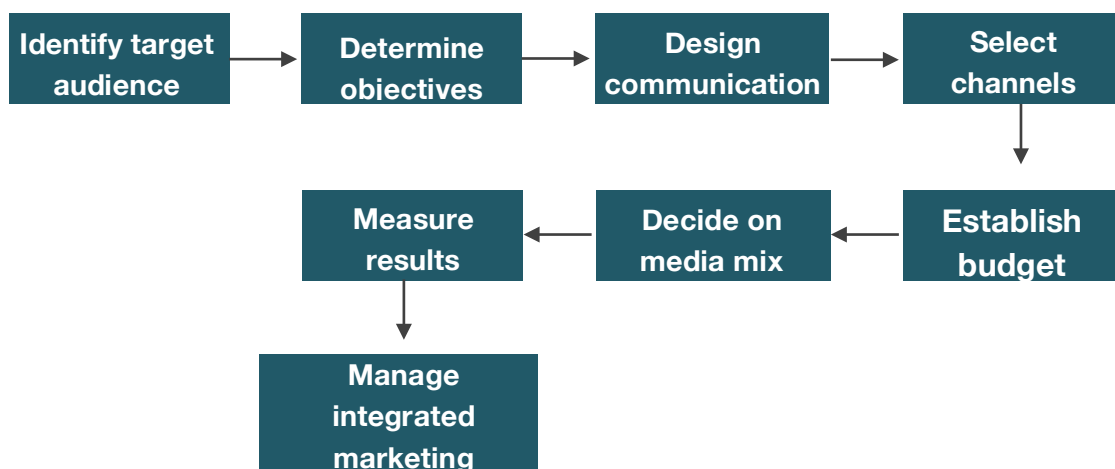 Identify target
audience
Determine
objectives
Design
communication
Select
channels
Establish
budget
Decide on
media mix
Measure
results
Manage
integrated
marketing